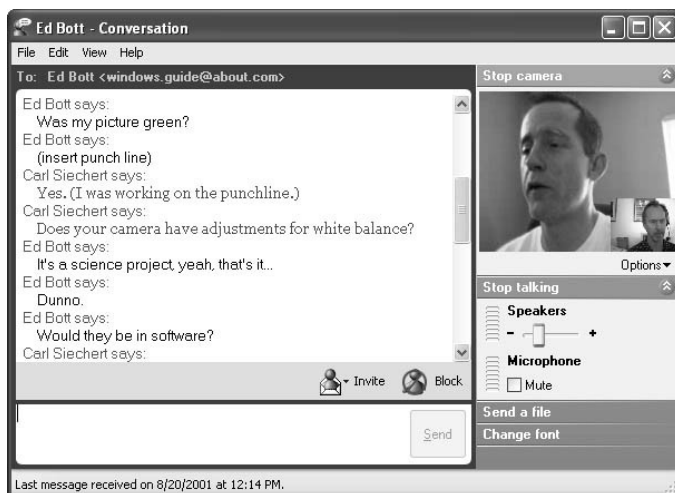 Ed Bott - Conversation
File Edit View Help
To: Ed Bott <windows.guide@about.com>
Ed Bott says:
Was my picture green?
Ed Bott says:
(insert punch line)
Carl Siechert says:
Yes. (I was working on the punchline.)
Carl Siechert says:
Does your camera have adjustments for white balance?
Ed Bott says:
It's a science project, yeah, that's it...
Ed Bott says:
Dunno.
Ed Bott says:
Would they be in software?
Carl Siechert says:
Invite Block
Send
Last message received on 8/20/2001 at 12:14 PM.
Stop camera
Options
Stop talking
Speakers
- +
Microphone
Mute
Send a file
Change font